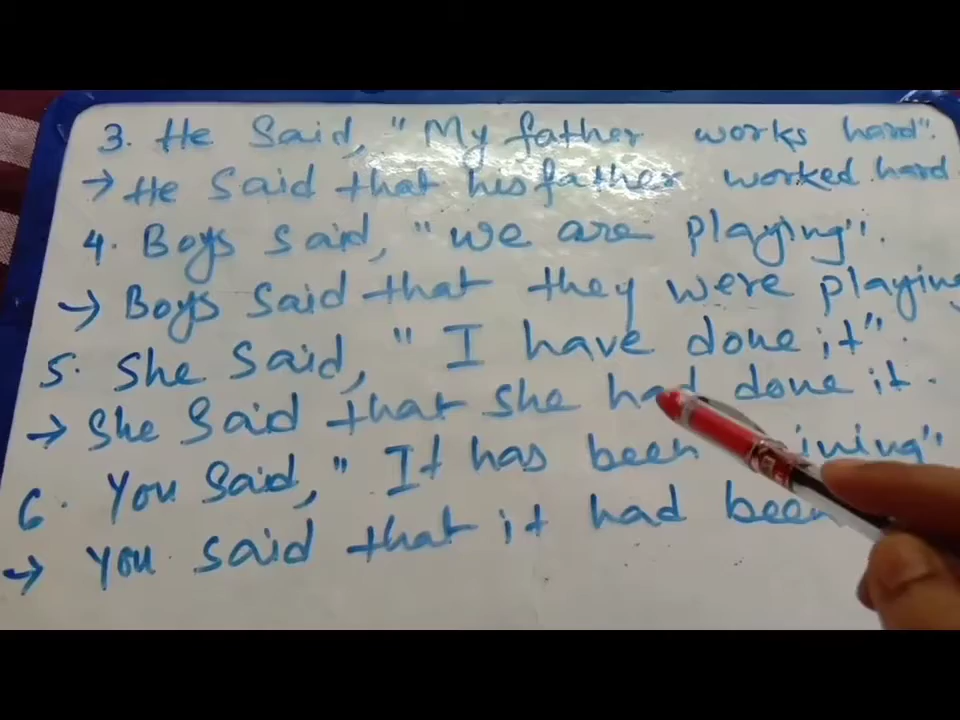 3. He Said, "My father works hard".
→ He Said that his father worked hard
4. Boys Said, "we are playing".
→ Boys Said that they were playing
5. She Said, "I have done it".
→ She Said that she had done it.
6. You Said, "It has been"
→ You said that it had been